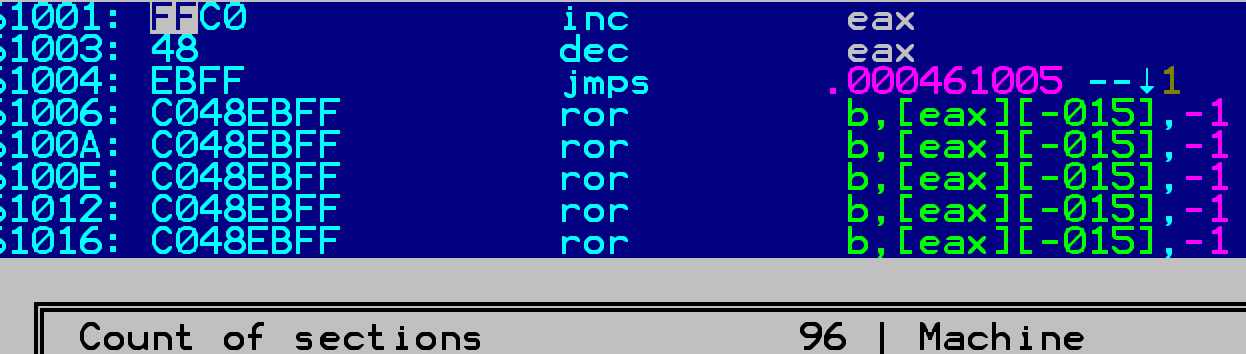 61001: FFC0 inc eax
61003: 48 dec eax
61004: EBFF jmps .000461005 --↓1
61006: C048EBFF ror b,[eax][-015],-1
6100A: C048EBFF ror b,[eax][-015],-1
6100E: C048EBFF ror b,[eax][-015],-1
61012: C048EBFF ror b,[eax][-015],-1
61016: C048EBFF ror b,[eax][-015],-1
Count of sections 96 | Machine